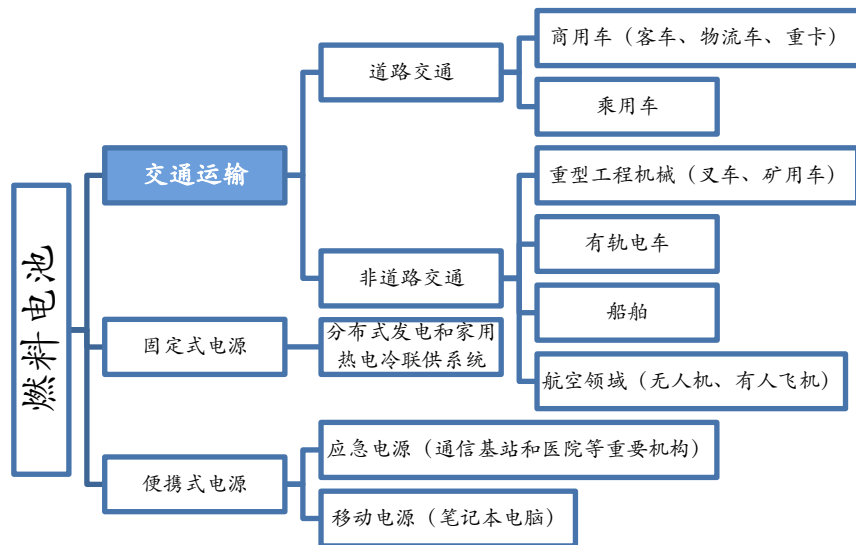 燃料电池
交通运输
道路交通
商用车（客车、物流车、重卡）
乘用车
非道路交通
重型工程机械（叉车、矿用车）
有轨电车
船舶
航空领域（无人机、有人飞机）
固定式电源
分布式发电和家用
热电冷联供系统
便携式电源
应急电源（通信基站和医院等重要机构）
移动电源（笔记本电脑）